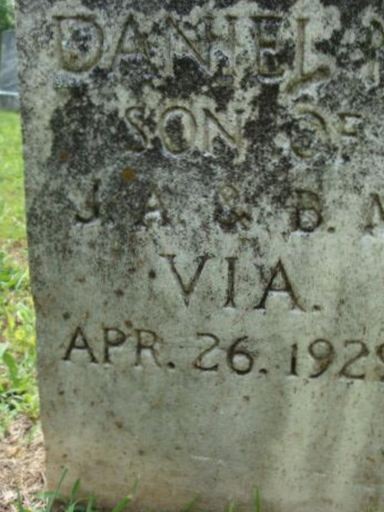 DANIEL
SON OF
J. A & B.
VIA.
APR. 26. 192